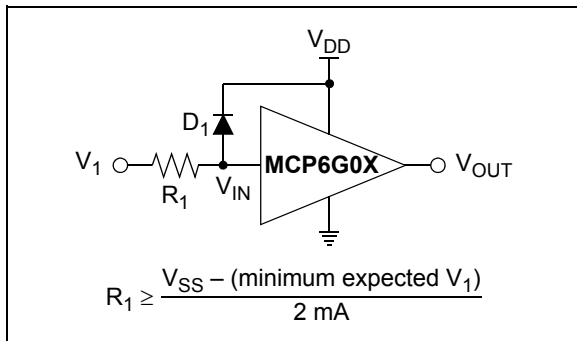 V_DD
D_1
V_1
R_1
V_IN
MCP6G0X
V_OUT
R_1 ≥ V_SS – (minimum expected V_1)
2 mA